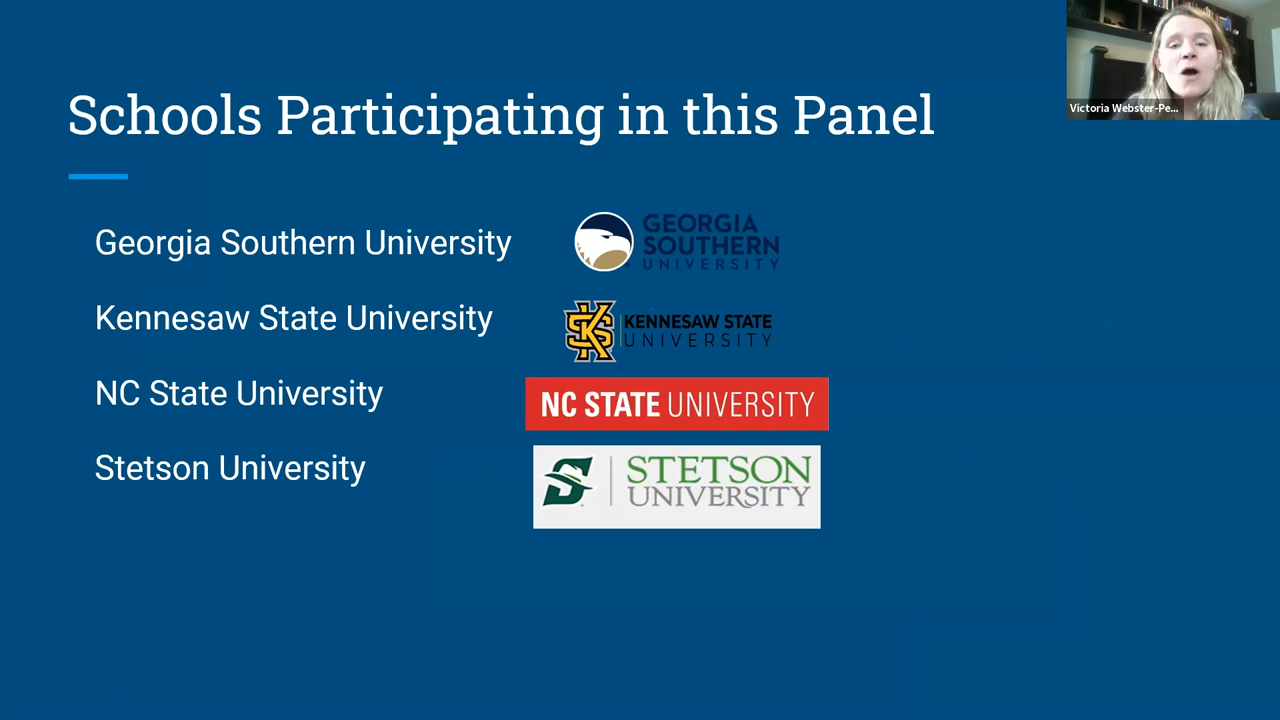 Schools Participating in this Panel
Victoria Webster-Pe...
Georgia Southern University
GEORGIA
SOUTHERN
UNIVERSITY
Kennesaw State University
KENNESAW STATE
UNIVERSITY
NC State University
NC STATE UNIVERSITY
Stetson University
STETSON
UNIVERSITY